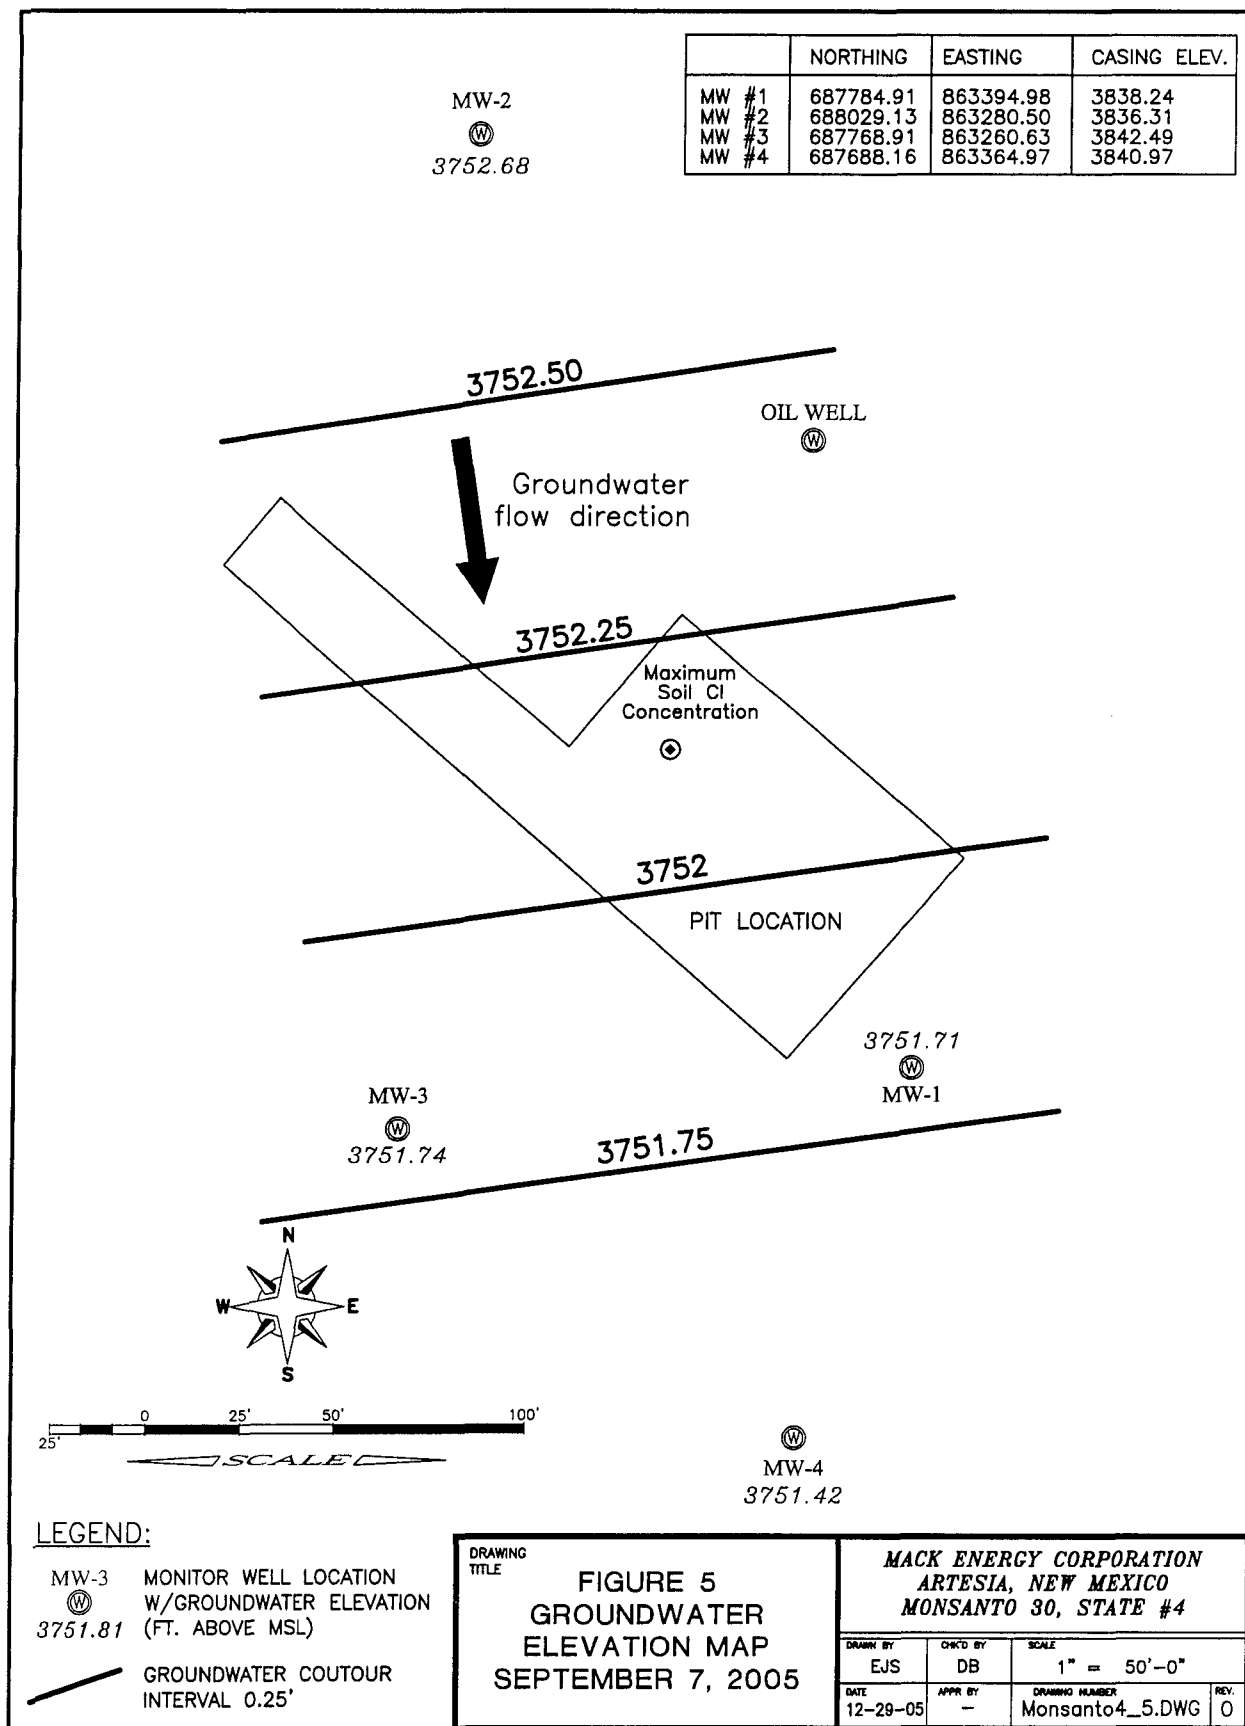 NORTHING EASTING CASING ELEV.
MW #1 687784.91 863394.98 3838.24
MW #2 688029.13 863280.50 3836.31
MW #3 687768.91 863260.63 3842.49
MW #4 687688.16 863364.97 3840.97
MW-2
W
3752.68
3752.50
OIL WELL
W
Groundwater
flow direction
3752.25
Maximum
Soil Cl
Concentration
3752
PIT LOCATION
3751.71
W
MW-1
MW-3
W
3751.74
3751.75
N
W E
S
25' 0 25' 50' 100'
SCALE
W
MW-4
3751.42
LEGEND:
MW-3
W
3751.81
MONITOR WELL LOCATION
W/GROUNDWATER ELEVATION
(FT. ABOVE MSL)
GROUNDWATER COUTOUR
INTERVAL 0.25'
DRAWING
TITLE
FIGURE 5
GROUNDWATER
ELEVATION MAP
SEPTEMBER 7, 2005
MACK ENERGY CORPORATION
ARTESIA, NEW MEXICO
MONSANTO 30, STATE #4
DRAWN BY CHK'D BY SCALE
EJS DB 1" = 50'-0"
DATE APPR BY DRAWING NUMBER REV.
12-29-05 - Monsanto4_5.DWG 0